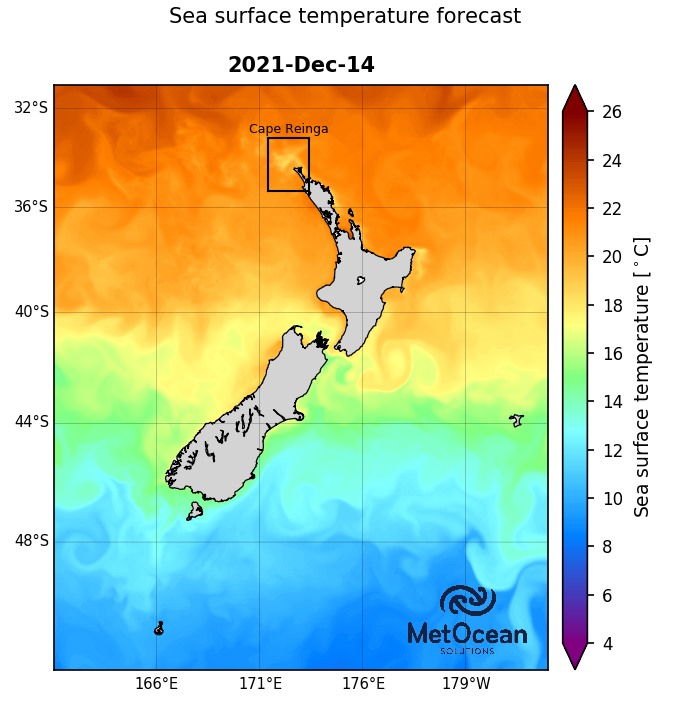 Sea surface temperature forecast
2021-Dec-14
Cape Reinga
32°S
36°S
40°S
44°S
48°S
166°E
171°E
176°E
179°W
MetOcean
SOLUTIONS
26
24
22
20
18
16
14
12
10
8
6
4
Sea surface temperature [°C]